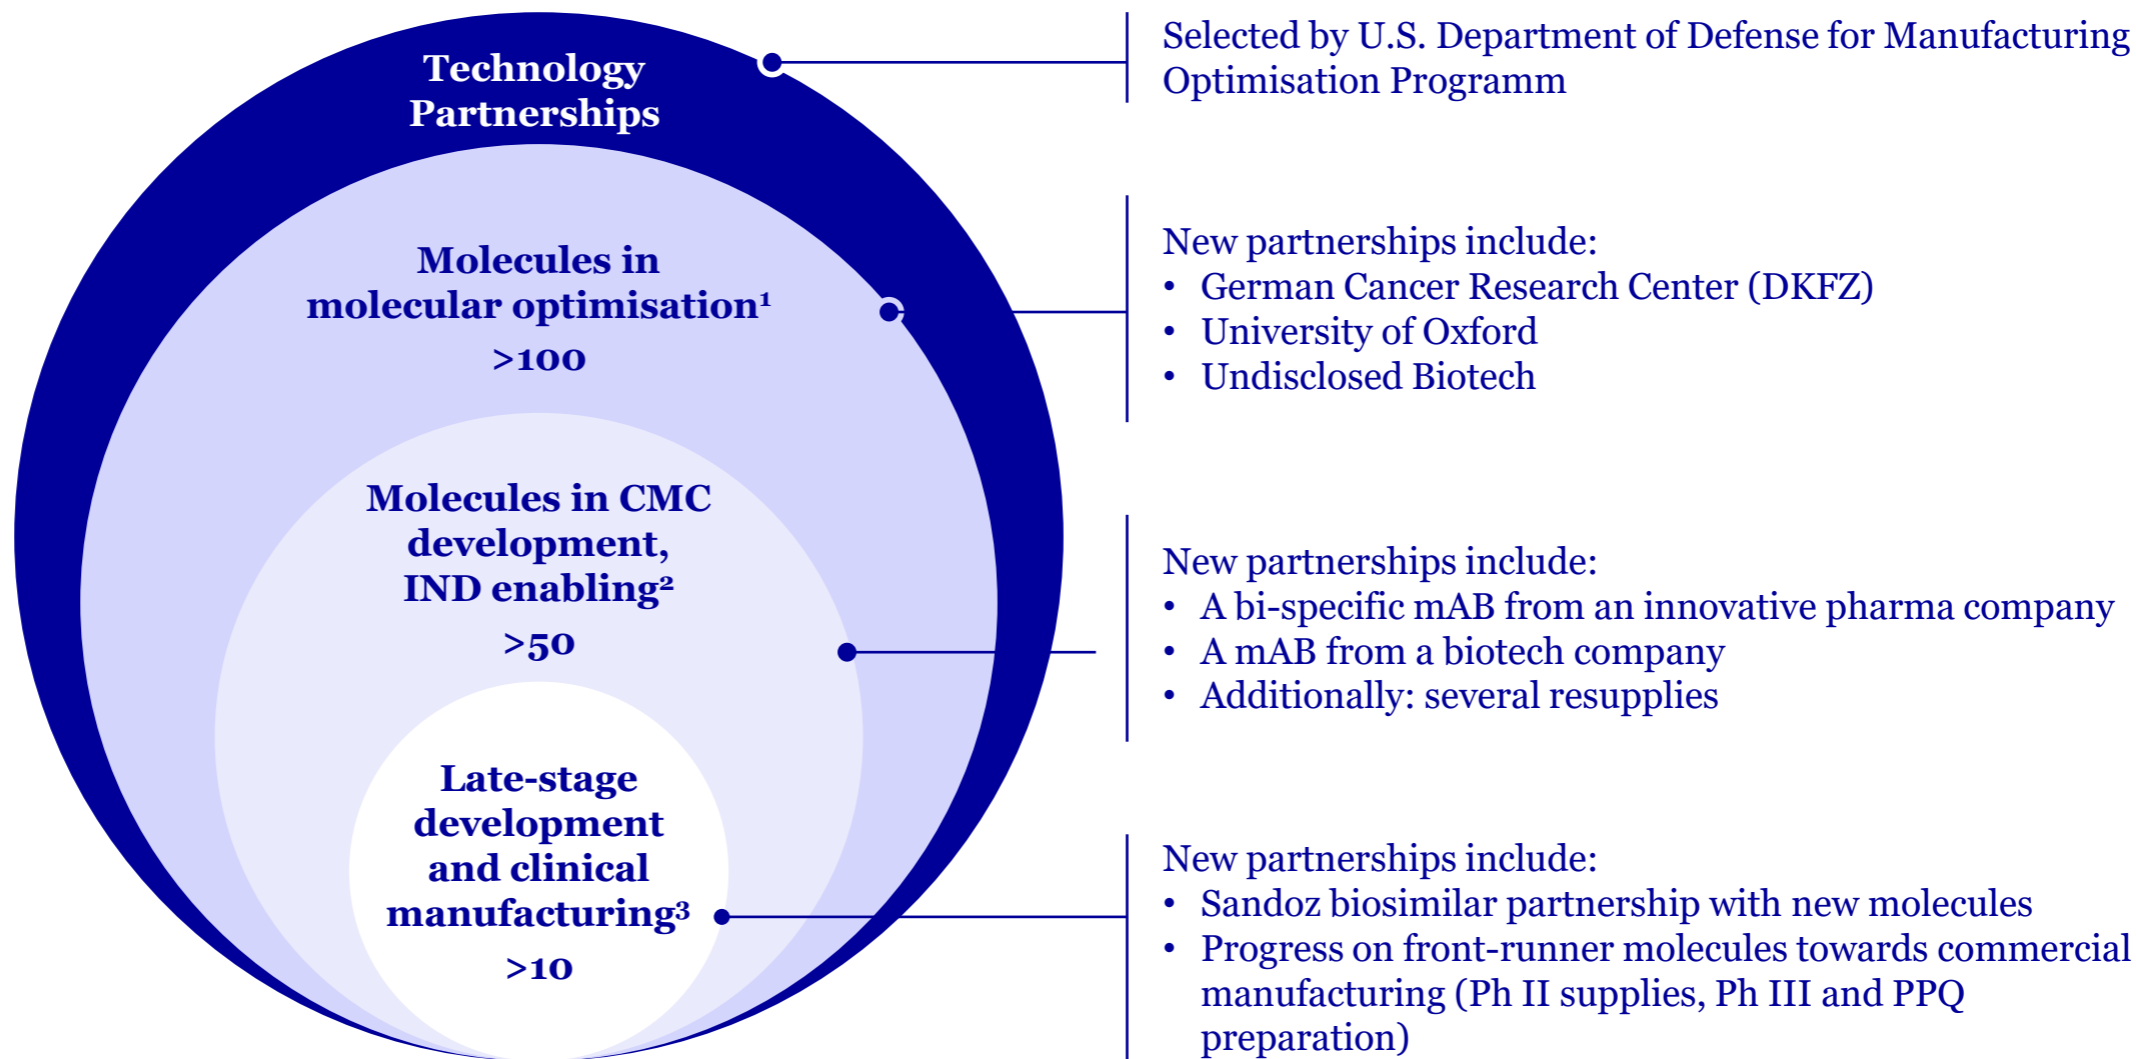 Technology
Partnerships
Selected by U.S. Department of Defense for Manufacturing
Optimisation Programm
Molecules in
molecular optimisation¹
>100
New partnerships include:
• German Cancer Research Center (DKFZ)
• University of Oxford
• Undisclosed Biotech
Molecules in CMC
development,
IND enabling²
>50
New partnerships include:
• A bi-specific mAB from an innovative pharma company
• A mAB from a biotech company
• Additionally: several resupplies
Late-stage
development
and clinical
manufacturing³
>10
New partnerships include:
• Sandoz biosimilar partnership with new molecules
• Progress on front-runner molecules towards commercial
manufacturing (Ph II supplies, Ph III and PPQ
preparation)